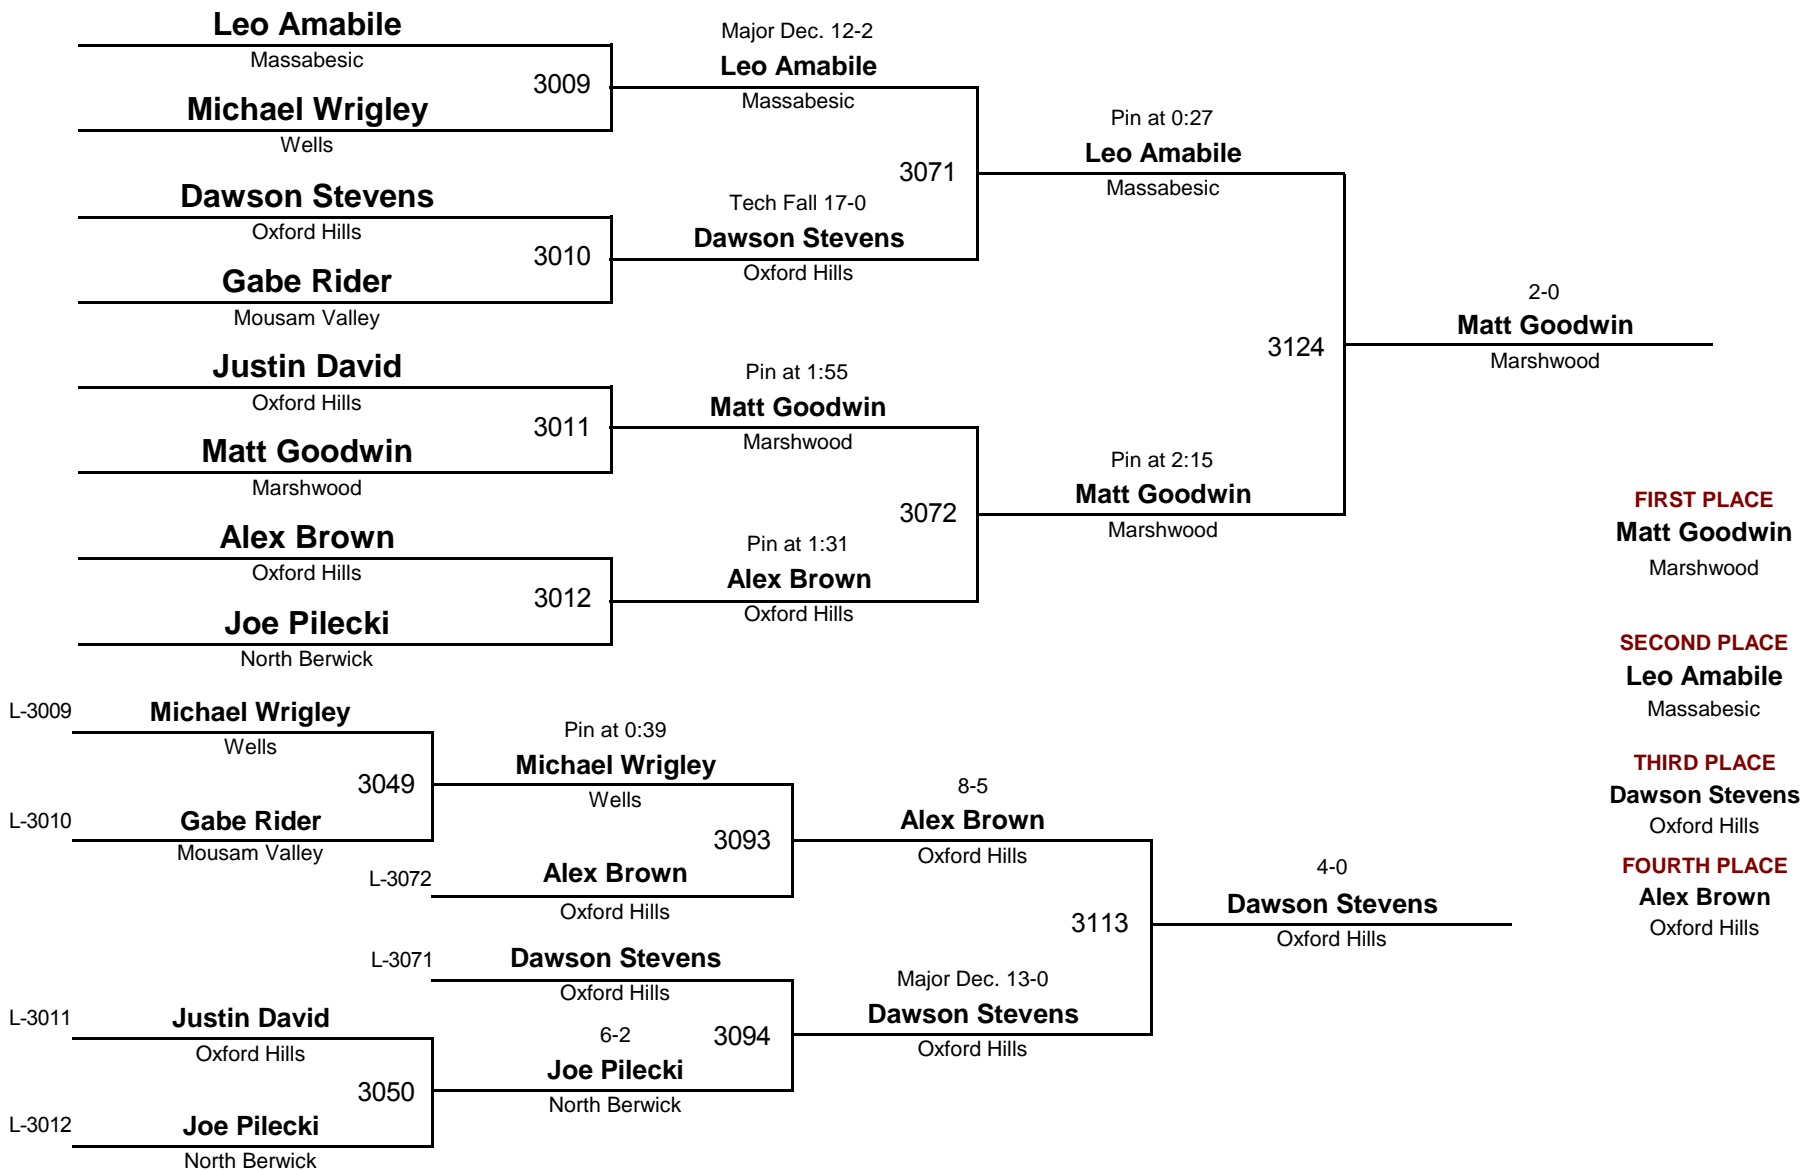 Leo Amabile
Massabesic
3009
Michael Wrigley
Wells
Major Dec. 12-2
Leo Amabile
Massabesic
Dawson Stevens
Oxford Hills
3010
Gabe Rider
Mousam Valley
Tech Fall 17-0
Dawson Stevens
Oxford Hills
3071
Pin at 0:27
Leo Amabile
Massabesic
Justin David
Oxford Hills
3011
Matt Goodwin
Marshwood
Pin at 1:55
Matt Goodwin
Marshwood
Alex Brown
Oxford Hills
3012
Joe Pilecki
North Berwick
Pin at 1:31
Alex Brown
Oxford Hills
3072
Pin at 2:15
Matt Goodwin
Marshwood
3124
2-0
Matt Goodwin
Marshwood
FIRST PLACE
Matt Goodwin
Marshwood
SECOND PLACE
Leo Amabile
Massabesic
THIRD PLACE
Dawson Stevens
Oxford Hills
FOURTH PLACE
Alex Brown
Oxford Hills
L-3009
Michael Wrigley
Wells
3049
L-3010
Gabe Rider
Mousam Valley
Pin at 0:39
Michael Wrigley
Wells
3093
L-3072
Alex Brown
Oxford Hills
8-5
Alex Brown
Oxford Hills
L-3071
Dawson Stevens
Oxford Hills
3094
L-3011
Justin David
Oxford Hills
3050
L-3012
Joe Pilecki
North Berwick
6-2
Joe Pilecki
North Berwick
Major Dec. 13-0
Dawson Stevens
Oxford Hills
3113
4-0
Dawson Stevens
Oxford Hills